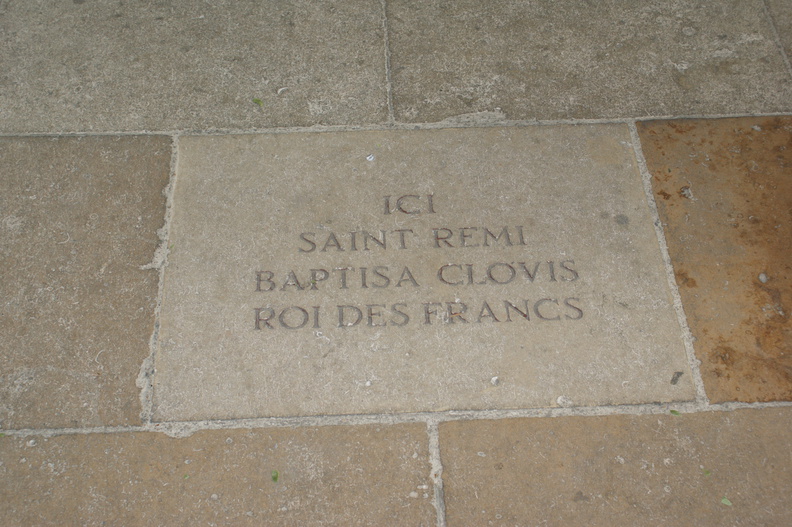 ICI
SAINT REMI
BAPTISA CLOVIS
ROI DES FRANCS